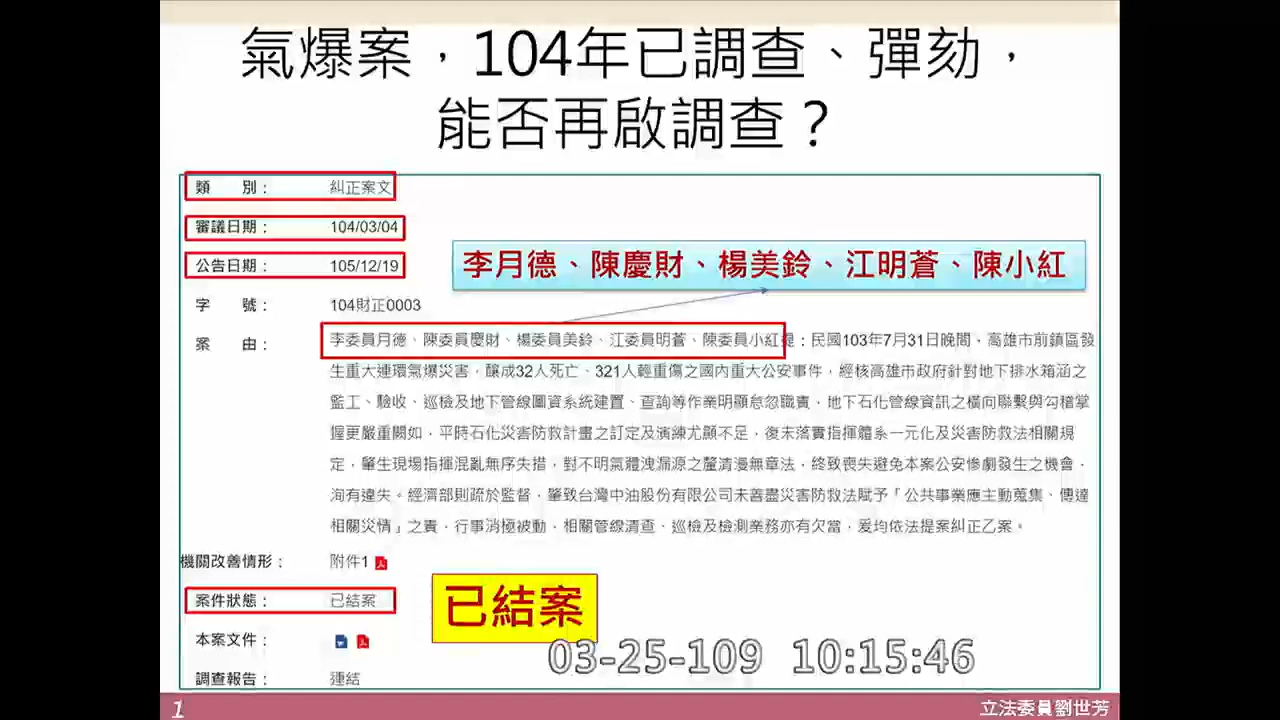 氣爆案，104年已調查、彈劾，
能否再啟調查？
類　　別： 糾正案文
審議日期： 104/03/04
公告日期： 105/12/19
李月德、陳慶財、楊美鈴、江明蒼、陳小紅
字　　號： 104財正0003
案　　由： 李委員月德、陳委員慶財、楊委員美鈴、江委員明蒼、陳委員小紅提：民國103年7月31日晚間，高雄市前鎮區發
生重大連環氣爆災害，釀成32人死亡、321人輕重傷之國內重大公安事件，經核高雄市政府針對地下排水箱涵之
監工、驗收、巡檢及地下管線圖資系統建置、查詢等作業明顯怠忽職責，地下石化管線資訊之橫向聯繫與勾稽掌
握更嚴重闕如，平時石化災害防救計畫之訂定及演練尤顯不足，復未落實指揮體系一元化及災害防救法相關規
定，肇生現場指揮混亂無序失措，對不明氣體洩漏源之釐清漫無章法，終致喪失避免本案公安慘劇發生之機會，
洵有違失。經濟部則疏於監督，肇致台灣中油股份有限公司未善盡災害防救法賦予「公共事業應主動蒐集、傳達
相關災情」之責，行事消極被動，相關管線清查、巡檢及檢測業務亦有欠當，爰均依法提案糾正乙案。
機關改善情形： 附件1
案件狀態： 已結案
已結案
本案文件：
03-25-109 10:15:46
調查報告： 連結
1
立法委員劉世芳